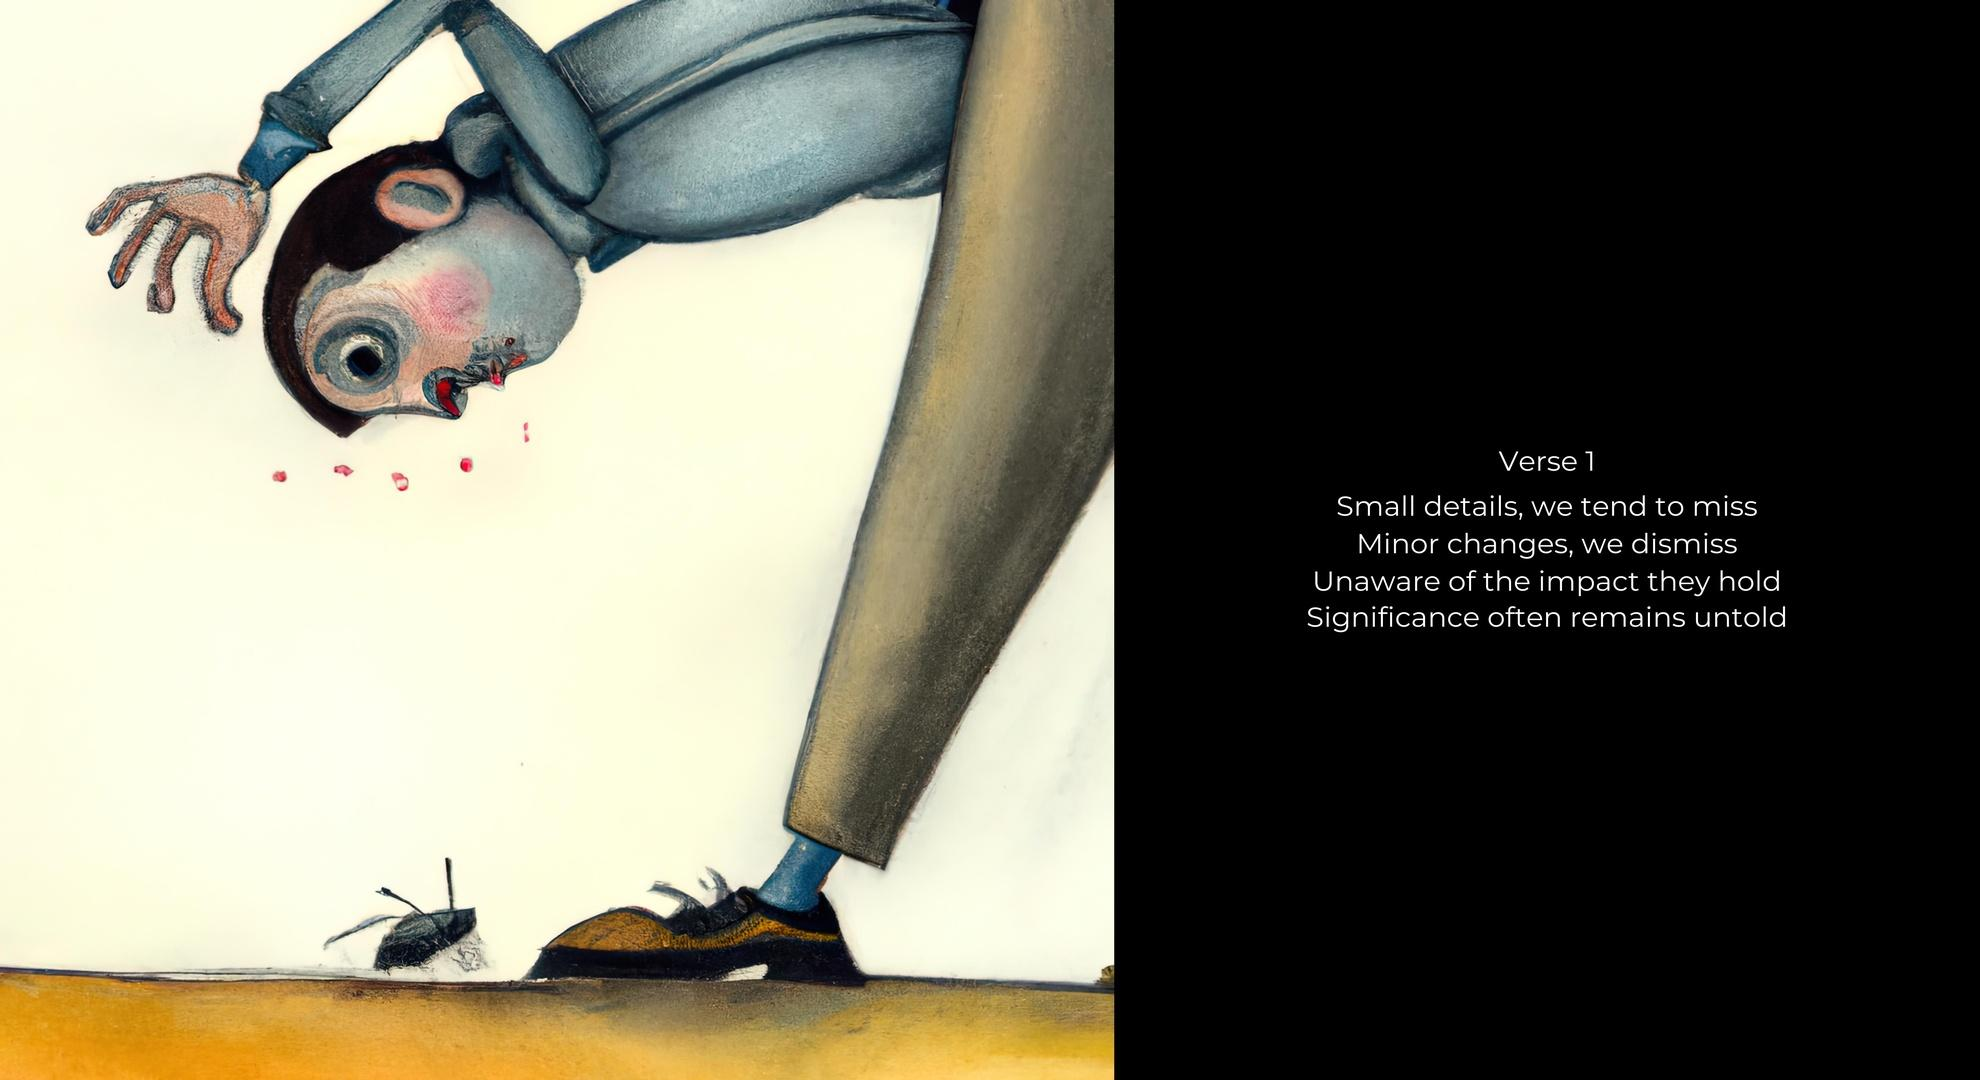 Verse 1
Small details, we tend to miss
Minor changes, we dismiss
Unaware of the impact they hold
Significance often remains untold